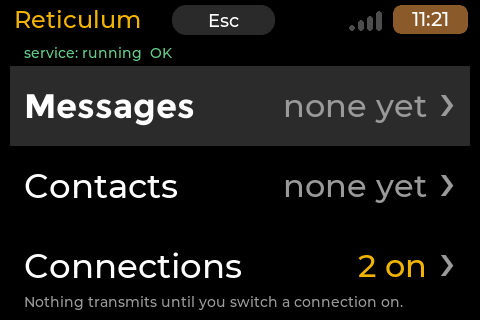 Reticulum Esc 11:21
service: running OK
Messages none yet
Contacts none yet
Connections 2 on
Nothing transmits until you switch a connection on.